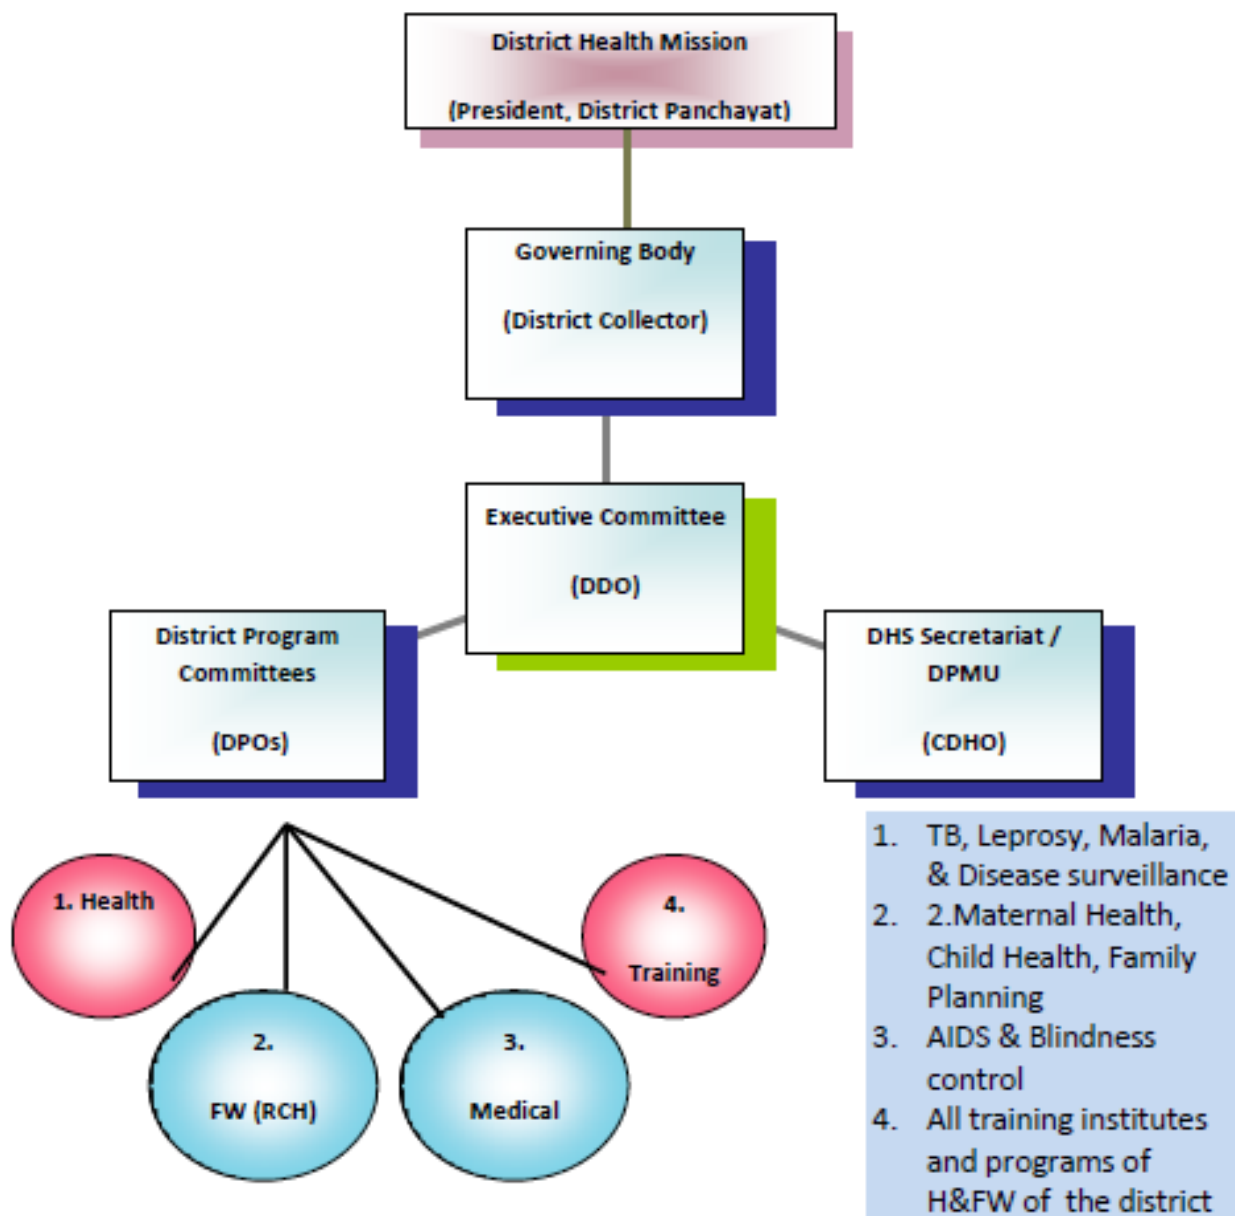 District Health Mission
(President, District Panchayat)
Governing Body
(District Collector)
Executive Committee
(DDO)
District Program
Committees
(DPOs)
DHS Secretariat /
DPMU
(CDHO)
1. Health
2.
FW (RCH)
3.
Medical
4.
Training
1. TB, Leprosy, Malaria,
& Disease surveillance
2. 2.Maternal Health,
Child Health, Family
Planning
3. AIDS & Blindness
control
4. All training institutes
and programs of
H&FW of the district